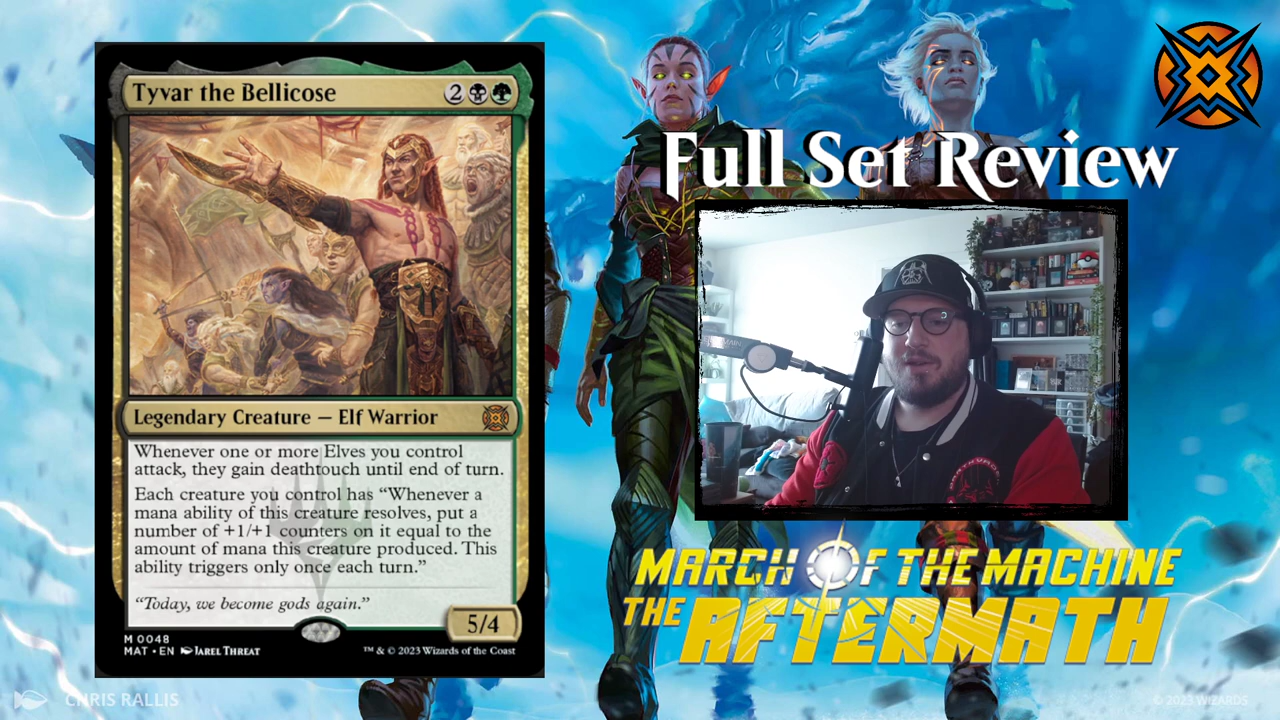 Tyvar the Bellicose
2
Full Set Review
Legendary Creature — Elf Warrior
Whenever one or more Elves you control
attack, they gain deathtouch until end of turn.
Each creature you control has “Whenever a
mana ability of this creature resolves, put a
number of +1/+1 counters on it equal to the
amount of mana this creature produced. This
ability triggers only once each turn.”
“Today, we become gods again.”
5/4
M 0048
MAT • EN JAREL THREAT
™ & © 2023 Wizards of the Coast
MARCH OF THE MACHINE
THE AFTERMATH
CHRIS RALLIS
© 2023 WIZARDS